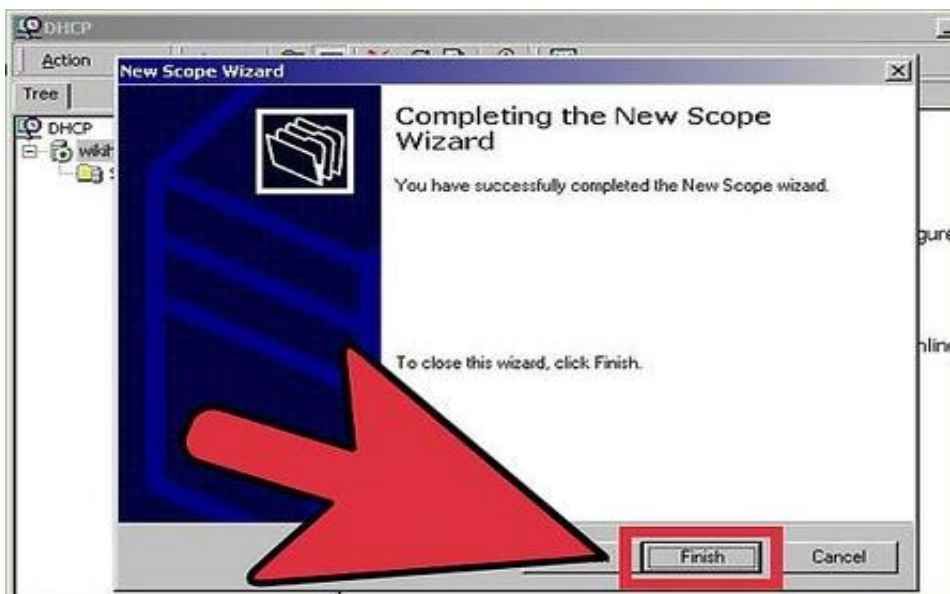 DHCP
Action
New Scope Wizard
Tree
DHCP
Completing the New Scope
Wizard
You have successfully completed the New Scope wizard.
To close this wizard, click Finish.
Finish
Cancel